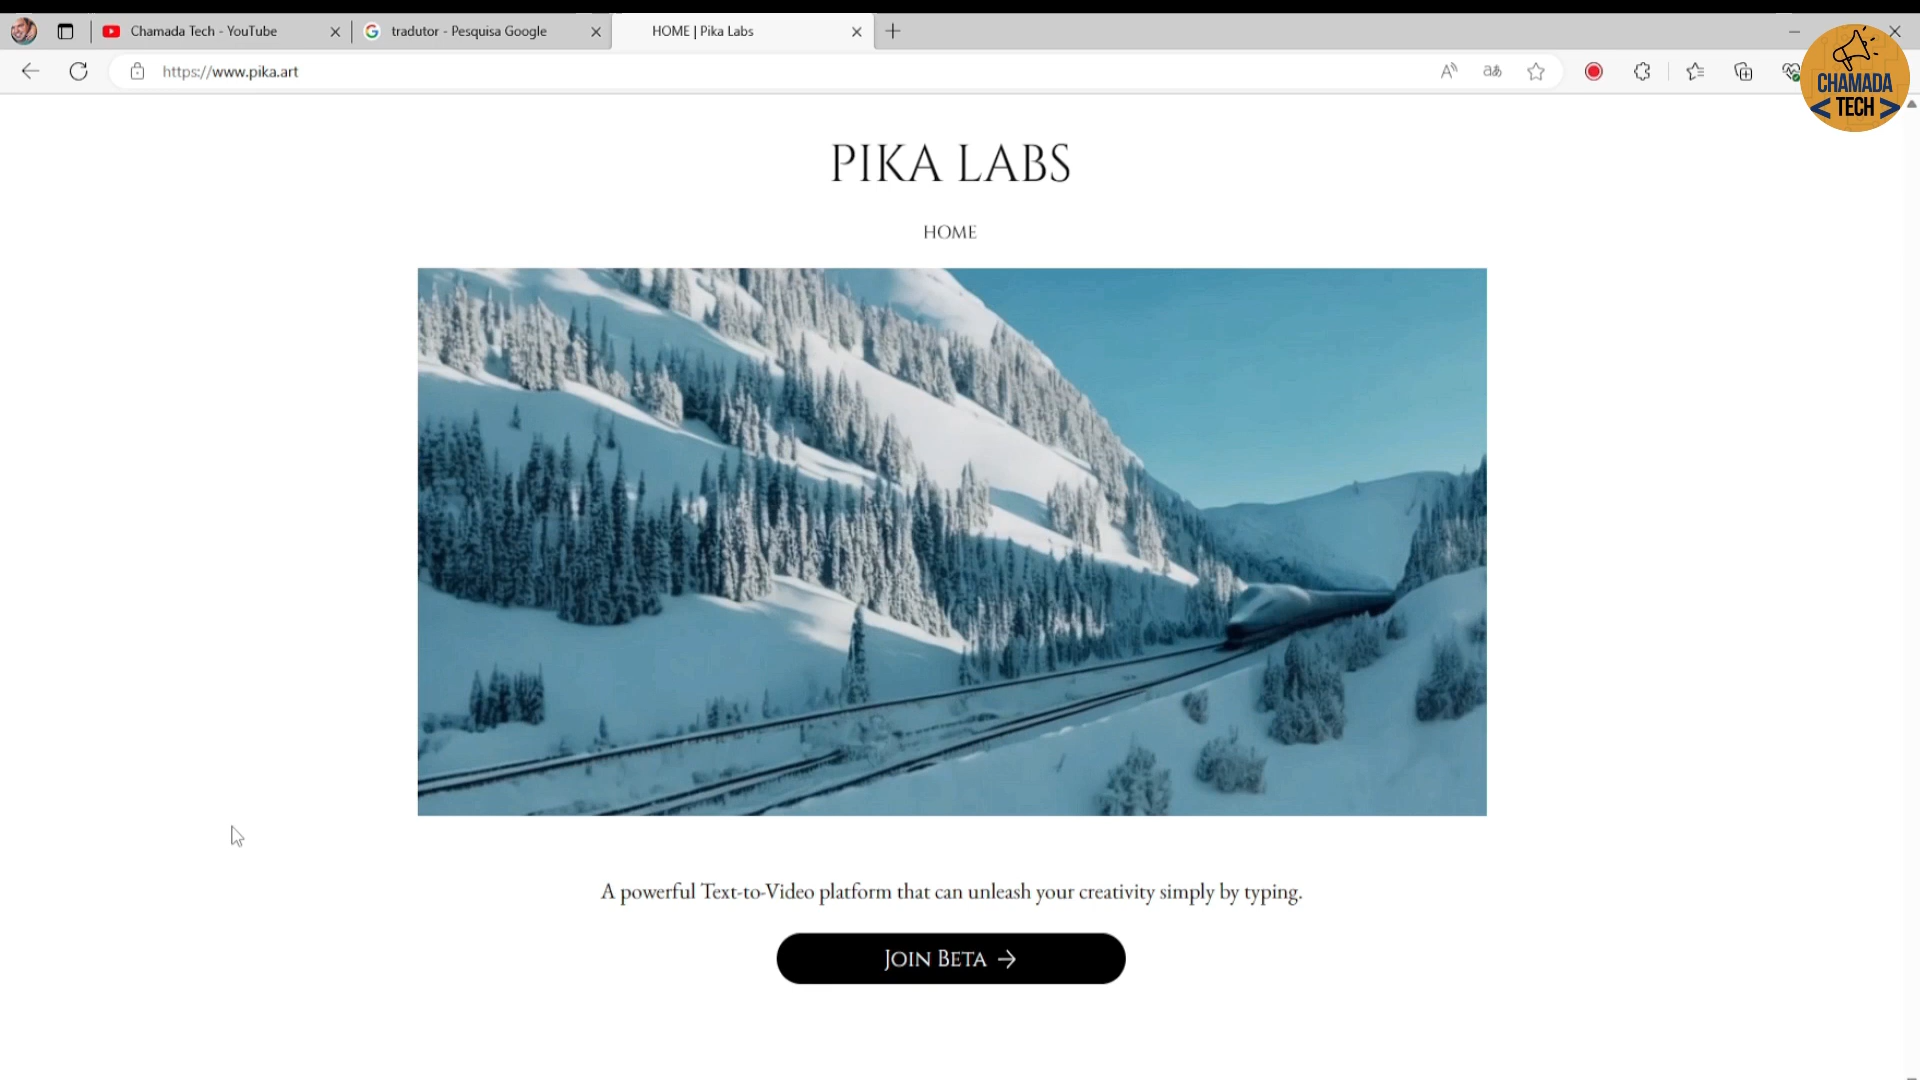 Chamada Tech - YouTube
tradutor - Pesquisa Google
HOME | Pika Labs
https://www.pika.art
CHAMADA
< TECH >
PIKA LABS
HOME
A powerful Text-to-Video platform that can unleash your creativity simply by typing.
JOIN BETA →